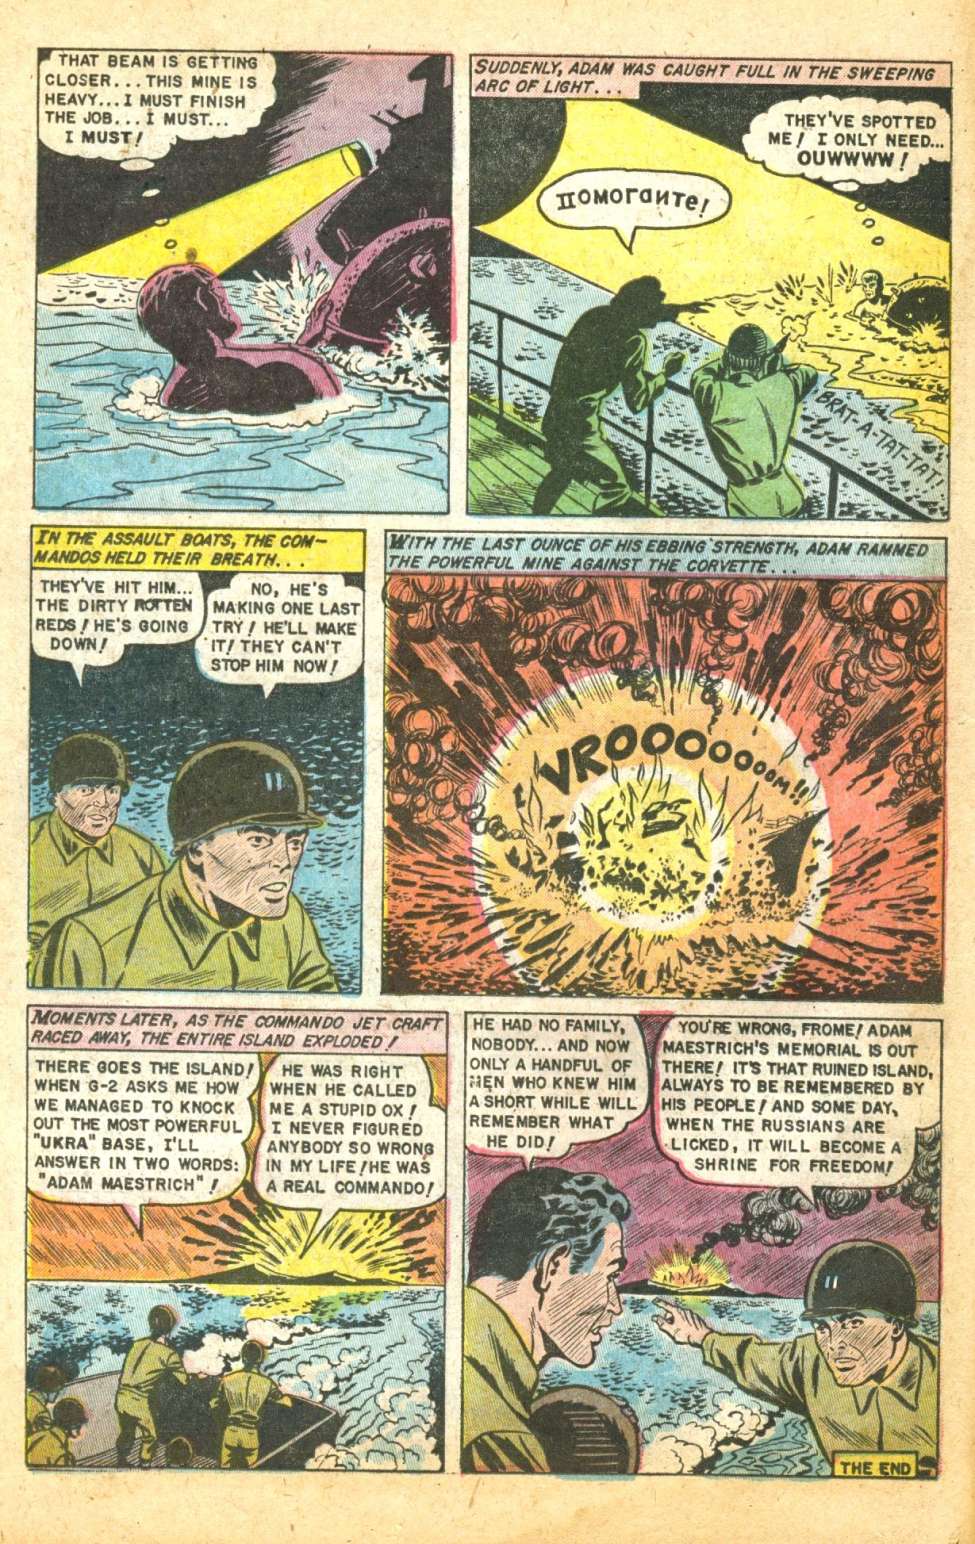 THAT BEAM IS GETTING
CLOSER... THIS MINE IS
HEAVY...I MUST FINISH
THE JOB...I MUST...
I MUST!
SUDDENLY, ADAM WAS CAUGHT FULL IN THE SWEEPING
ARC OF LIGHT...
THEY'VE SPOTTED
ME! I ONLY NEED...
OUWWWW!
Помогаите!
BRAT-A-TAT-TAT!
IN THE ASSAULT BOATS, THE COM-
MANDOS HELD THEIR BREATH...
THEY'VE HIT HIM...
THE DIRTY ROTTEN
REDS! HE'S GOING
DOWN!
NO, HE'S
MAKING ONE LAST
TRY! HE'LL MAKE
IT! THEY CAN'T
STOP HIM NOW!
WITH THE LAST OUNCE OF HIS EBBING STRENGTH, ADAM RAMMED
THE POWERFUL MINE AGAINST THE CORVETTE...
VROOOOOOOOM!!
MOMENTS LATER, AS THE COMMANDO JET CRAFT
RACED AWAY, THE ENTIRE ISLAND EXPLODED!
THERE GOES THE ISLAND!
WHEN G-2 ASKS ME HOW
WE MANAGED TO KNOCK
OUT THE MOST POWERFUL
"UKRA" BASE, I'LL
ANSWER IN TWO WORDS:
"ADAM MAESTRICH"!
HE WAS RIGHT
WHEN HE CALLED
ME A STUPID OX!
I NEVER FIGURED
ANYBODY SO WRONG
IN MY LIFE! HE WAS
A REAL COMMANDO!
HE HAD NO FAMILY,
NOBODY... AND NOW
ONLY A HANDFUL OF
MEN WHO KNEW HIM
A SHORT WHILE WILL
REMEMBER WHAT
HE DID!
YOU'RE WRONG, FROME! ADAM
MAESTRICH'S MEMORIAL IS OUT
THERE! IT'S THAT RUINED ISLAND,
ALWAYS TO BE REMEMBERED BY
HIS PEOPLE! AND SOME DAY,
WHEN THE RUSSIANS ARE
LICKED, IT WILL BECOME A
SHRINE FOR FREEDOM!
THE END